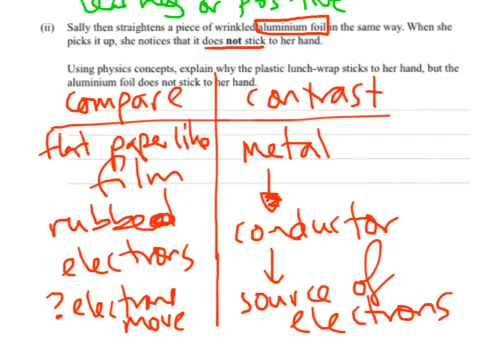 or positive
(ii) Sally then straightens a piece of wrinkled aluminium foil in the same way. When she
picks it up, she notices that it does not stick to her hand.
Using physics concepts, explain why the plastic lunch-wrap sticks to her hand, but the
aluminium foil does not stick to her hand.
compare contrast
flat paper like metal
film
rubbed conductor
electrons
? electrons source of
move electrons